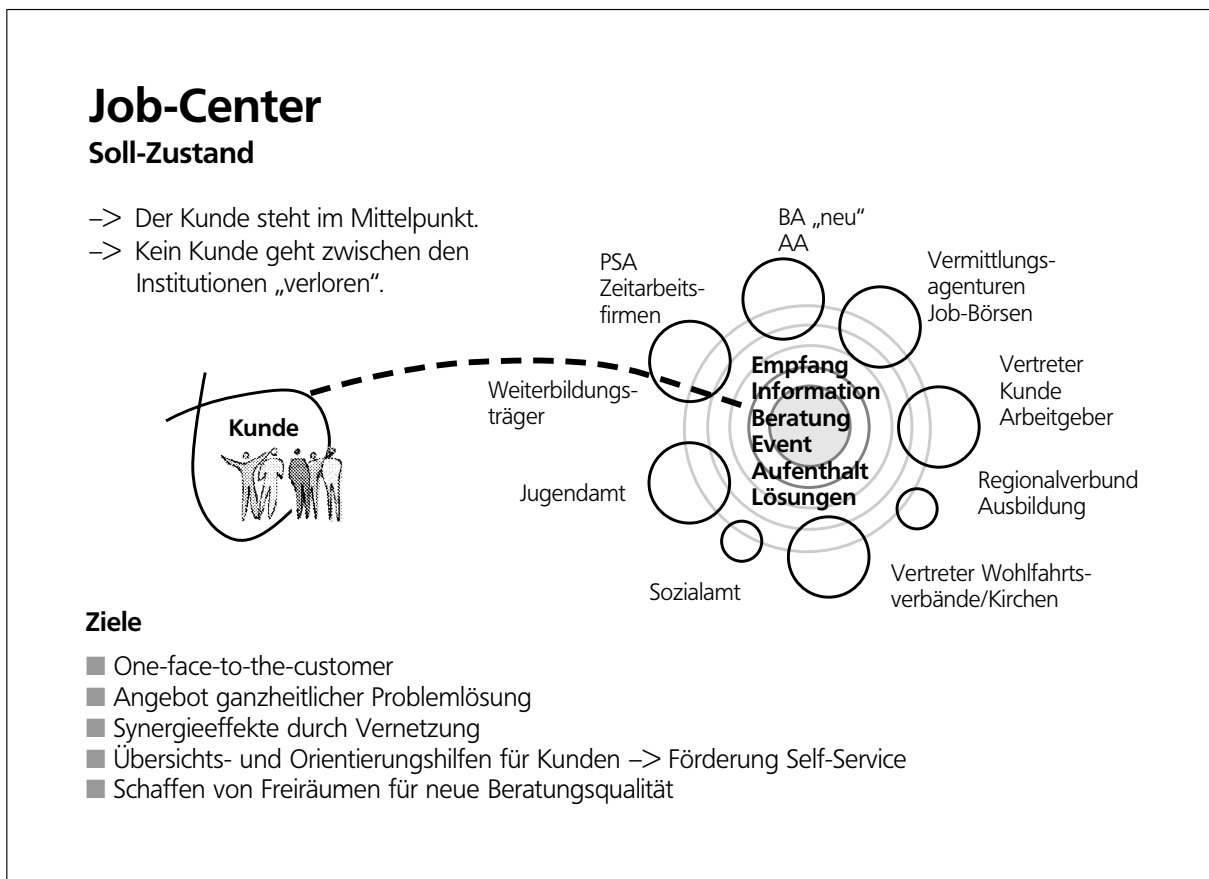 Job-Center
Soll-Zustand
–> Der Kunde steht im Mittelpunkt.
–> Kein Kunde geht zwischen den
Institutionen „verloren“.
BA „neu“
AA
PSA
Zeitarbeits-
firmen
Vermittlungs-
agenturen
Job-Börsen
Weiterbildungs-
träger
Empfang
Information
Beratung
Event
Aufenthalt
Lösungen
Vertreter
Kunde
Arbeitgeber
Kunde
Jugendamt
Regionalverbund
Ausbildung
Sozialamt
Vertreter Wohlfahrts-
verbände/Kirchen
Ziele
One-face-to-the-customer
Angebot ganzheitlicher Problemlösung
Synergieeffekte durch Vernetzung
Übersichts- und Orientierungshilfen für Kunden –> Förderung Self-Service
Schaffen von Freiräumen für neue Beratungsqualität